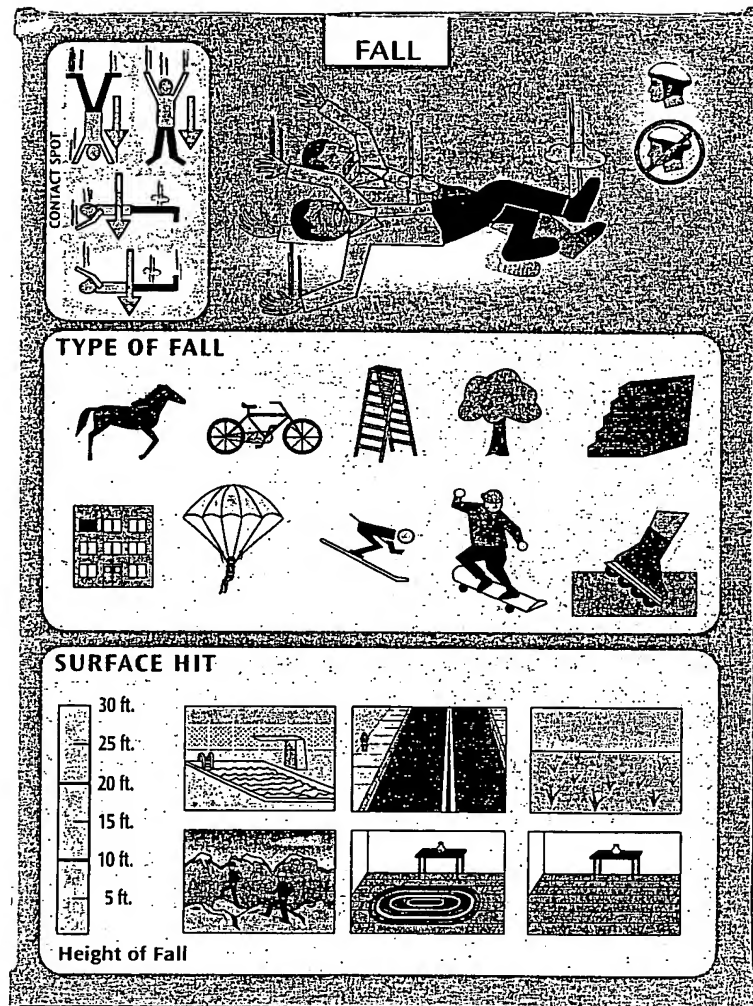 FALL
CONTACT SPOT
TYPE OF FALL
SURFACE HIT
30 ft.
25 ft.
20 ft.
15 ft.
10 ft.
5 ft.
Height of Fall